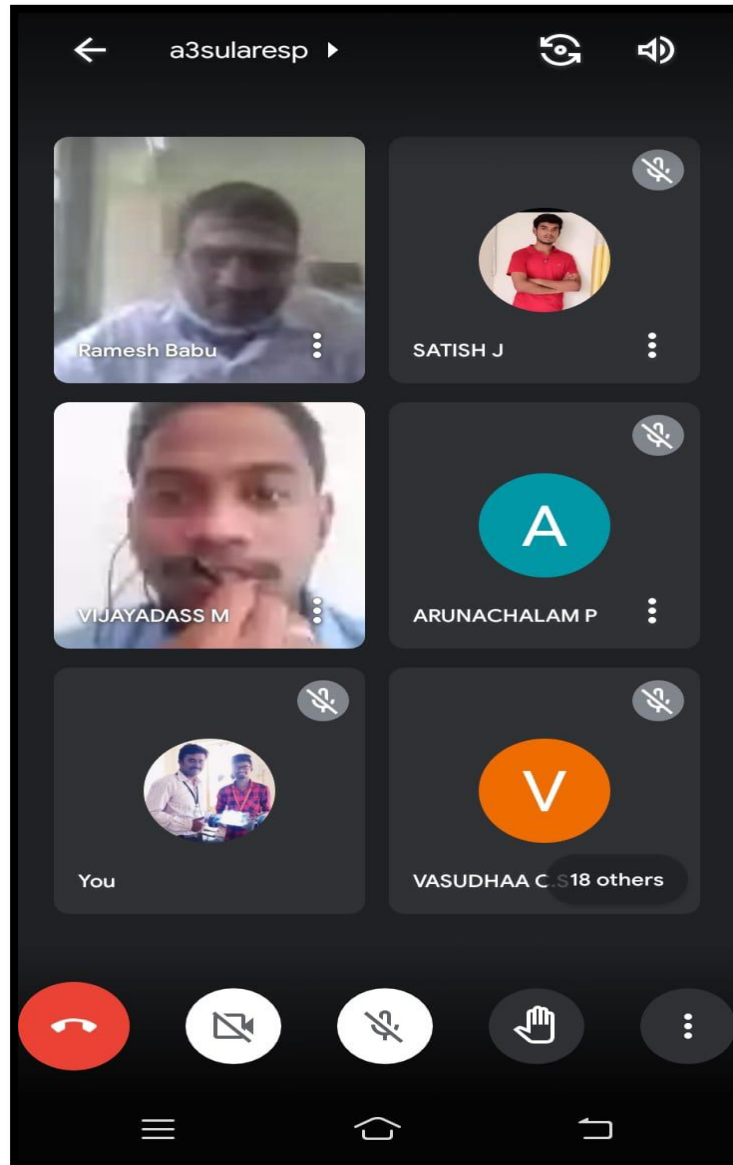 a3sularesp
Ramesh Babu
SATISH J
VIJAYADASS M
A
ARUNACHALAM P
You
V
VASUDHAA C.S
18 others